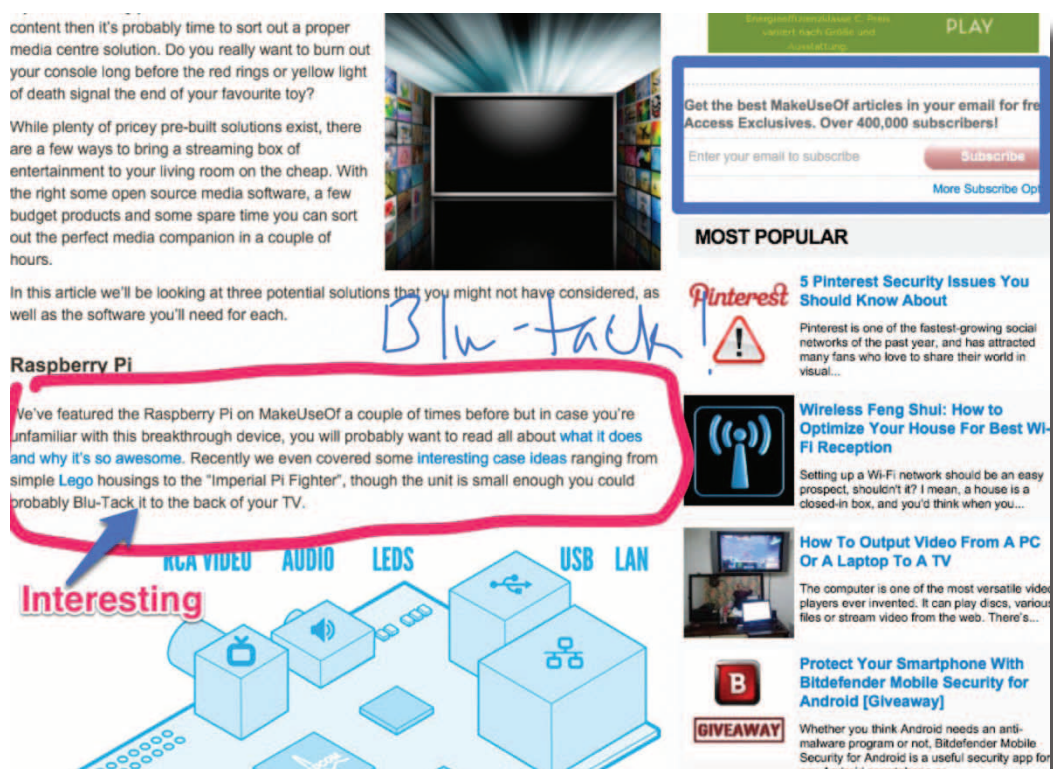 content then it's probably time to sort out a proper
media centre solution. Do you really want to burn out
your console long before the red rings or yellow light
of death signal the end of your favourite toy?
While plenty of pricey pre-built solutions exist, there
are a few ways to bring a streaming box of
entertainment to your living room on the cheap. With
the right some open source media software, a few
budget products and some spare time you can sort
out the perfect media companion in a couple of
hours.
In this article we'll be looking at three potential solutions that you might not have considered, as
well as the software you'll need for each.
Blu-tack!
Raspberry Pi
We've featured the Raspberry Pi on MakeUseOf a couple of times before but in case you're
unfamiliar with this breakthrough device, you will probably want to read all about what it does
and why it's so awesome. Recently we even covered some interesting case ideas ranging from
simple Lego housings to the "Imperial Pi Fighter", though the unit is small enough you could
probably Blu-Tack it to the back of your TV.
Interesting
RCA VIDEO AUDIO LEDS USB LAN
Energieeffizienzklasse C. Preis
variiert nach Größe und
Ausstattung.
PLAY
Get the best MakeUseOf articles in your email for fre
Access Exclusives. Over 400,000 subscribers!
Enter your email to subscribe Subscribe
More Subscribe Opt
MOST POPULAR
Pinterest
5 Pinterest Security Issues You
Should Know About
Pinterest is one of the fastest-growing social
networks of the past year, and has attracted
many fans who love to share their world in
visual...
Wireless Feng Shui: How to
Optimize Your House For Best Wi-
Fi Reception
Setting up a Wi-Fi network should be an easy
prospect, shouldn't it? I mean, a house is a
closed-in box, and you'd think when you...
How To Output Video From A PC
Or A Laptop To A TV
The computer is one of the most versatile video
players ever invented. It can play discs, various
files or stream video from the web. There's...
B
GIVEAWAY
Protect Your Smartphone With
Bitdefender Mobile Security for
Android [Giveaway]
Whether you think Android needs an anti-
malware program or not, Bitdefender Mobile
Security for Android is a useful security app for